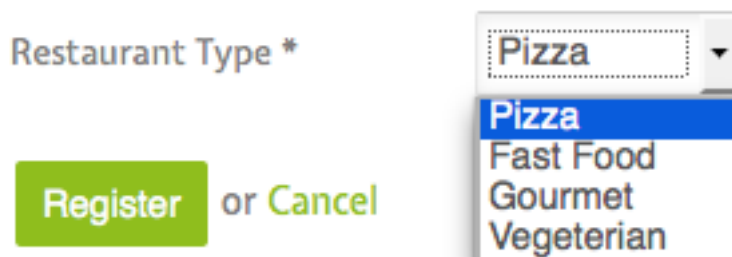 Restaurant Type *
Pizza
Pizza
Fast Food
Gourmet
Vegeterian
Register or Cancel